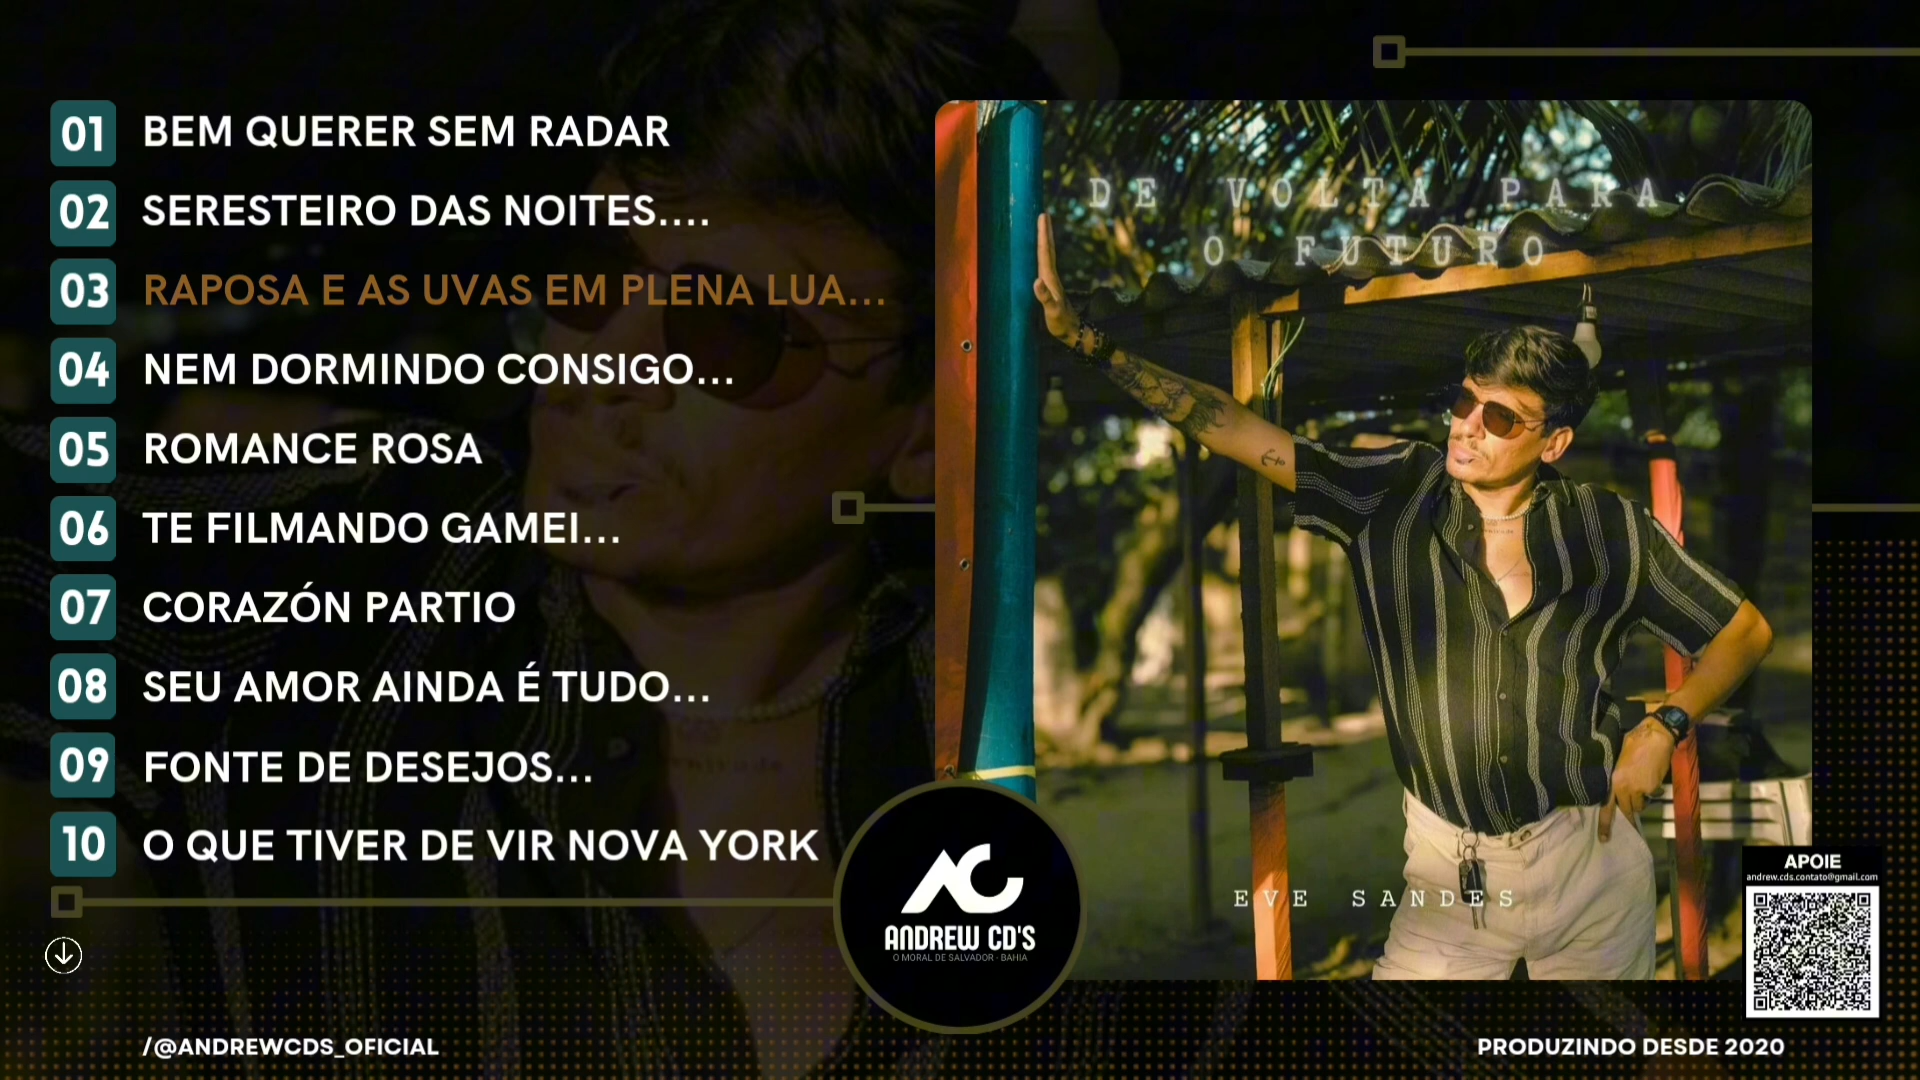 01 BEM QUERER SEM RADAR
02 SERESTEIRO DAS NOITES....
03 RAPOSA E AS UVAS EM PLENA LUA...
04 NEM DORMINDO CONSIGO...
05 ROMANCE ROSA
06 TE FILMANDO GAMEI...
07 CORAZÓN PARTIO
08 SEU AMOR AINDA É TUDO...
09 FONTE DE DESEJOS...
10 O QUE TIVER DE VIR NOVA YORK
DE VOLTA PARA
O FUTURO
EVE SANDES
AC
ANDREW CD'S
O MORAL DE SALVADOR - BAHIA
APOIE
andrew.cds.contato@gmail.com
/@ANDREWCDS_OFICIAL
PRODUZINDO DESDE 2020